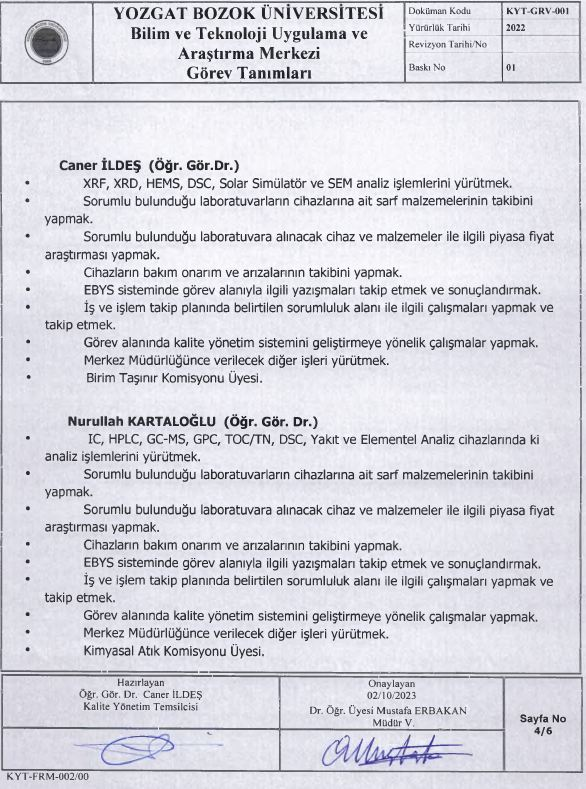 YOZGAT BOZOK ÜNİVERSİTESİ
Bilim ve Teknoloji Uygulama ve
Araştırma Merkezi
Görev Tanımları
Doküman Kodu KYT-GRV-001
Yürürlük Tarihi 2022
Revizyon Tarihi/No
Baskı No 01
Caner İLDEŞ (Öğr. Gör.Dr.)
• XRF, XRD, HEMS, DSC, Solar Simülatör ve SEM analiz işlemlerini yürütmek.
• Sorumlu bulunduğu laboratuvarların cihazlarına ait sarf malzemelerinin takibini
yapmak.
• Sorumlu bulunduğu laboratuvara alınacak cihaz ve malzemeler ile ilgili piyasa fiyat
araştırması yapmak.
• Cihazların bakım onarım ve arızalarının takibini yapmak.
• EBYS sisteminde görev alanıyla ilgili yazışmaları takip etmek ve sonuçlandırmak.
• İş ve işlem takip planında belirtilen sorumluluk alanı ile ilgili çalışmaları yapmak ve
takip etmek.
• Görev alanında kalite yönetim sistemini geliştirmeye yönelik çalışmalar yapmak.
• Merkez Müdürlüğünce verilecek diğer işleri yürütmek.
• Birim Taşınır Komisyonu Üyesi.
Nurullah KARTALOĞLU (Öğr. Gör. Dr.)
• IC, HPLC, GC-MS, GPC, TOC/TN, DSC, Yakıt ve Elementel Analiz cihazlarında ki
analiz işlemlerini yürütmek.
• Sorumlu bulunduğu laboratuvarların cihazlarına ait sarf malzemelerinin takibini
yapmak.
• Sorumlu bulunduğu laboratuvara alınacak cihaz ve malzemeler ile ilgili piyasa fiyat
araştırması yapmak.
• Cihazların bakım onarım ve arızalarının takibini yapmak.
• EBYS sisteminde görev alanıyla ilgili yazışmaları takip etmek ve sonuçlandırmak.
• İş ve işlem takip planında belirtilen sorumluluk alanı ile ilgili çalışmaları yapmak ve
takip etmek.
• Görev alanında kalite yönetim sistemini geliştirmeye yönelik çalışmalar yapmak.
• Merkez Müdürlüğünce verilecek diğer işleri yürütmek.
• Kimyasal Atık Komisyonu Üyesi.
Hazırlayan
Öğr. Gör. Dr. Caner İLDEŞ
Kalite Yönetim Temsilcisi
Onaylayan
02/10/2023
Dr. Öğr. Üyesi Mustafa ERBAKAN
Müdür V.
Sayfa No
4/6
KYT-FRM-002/00